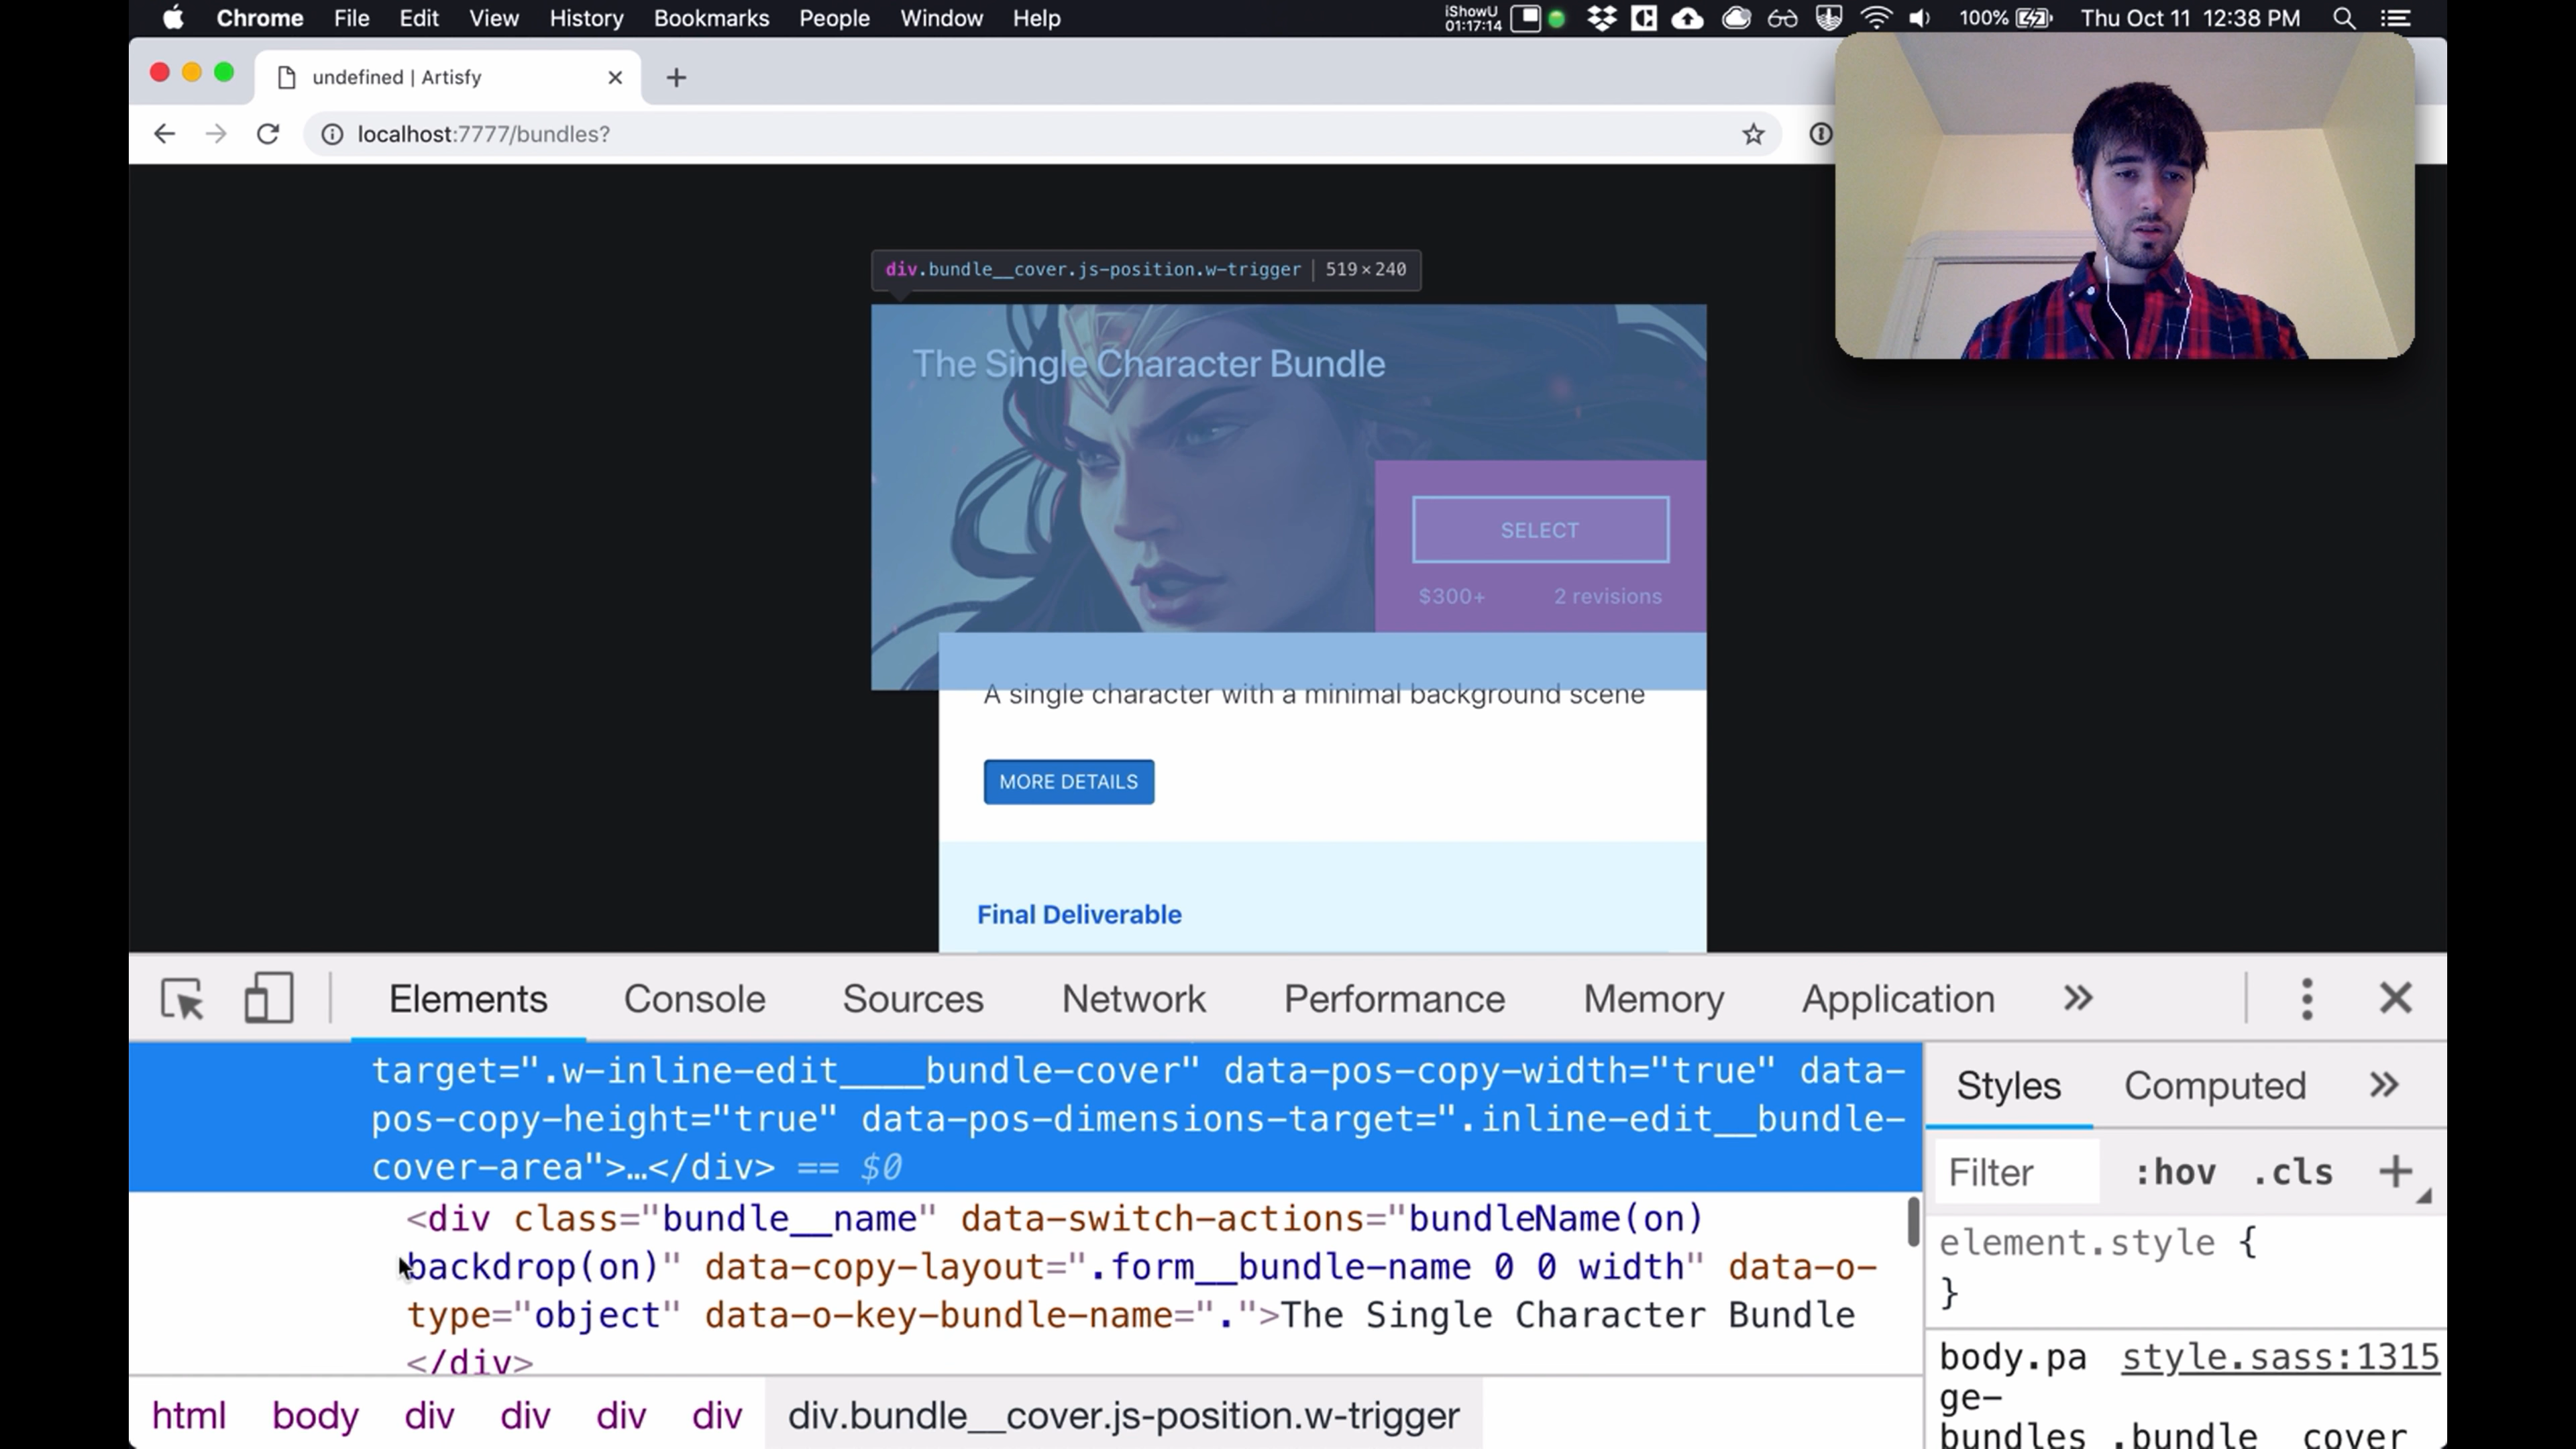 Chrome File Edit View History Bookmarks People Window Help
iShowU
01:17:14
100% Thu Oct 11 12:38 PM
undefined | Artisfy
localhost:7777/bundles?
div.bundle__cover.js-position.w-trigger | 519×240
The Single Character Bundle
SELECT
$300+ 2 revisions
A single character with a minimal background scene
MORE DETAILS
Final Deliverable
Elements Console Sources Network Performance Memory Application »
target=".w-inline-edit____bundle-cover" data-pos-copy-width="true" data-
pos-copy-height="true" data-pos-dimensions-target=".inline-edit__bundle-
cover-area">…</div> == $0
<div class="bundle__name" data-switch-actions="bundleName(on)
backdrop(on)" data-copy-layout=".form__bundle-name 0 0 width" data-o-
type="object" data-o-key-bundle-name=".">The Single Character Bundle
</div>
html body div div div div div.bundle__cover.js-position.w-trigger
Styles Computed »
Filter :hov .cls +
element.style {
}
body.pa style.sass:1315
ge-
bundles .bundle__cover